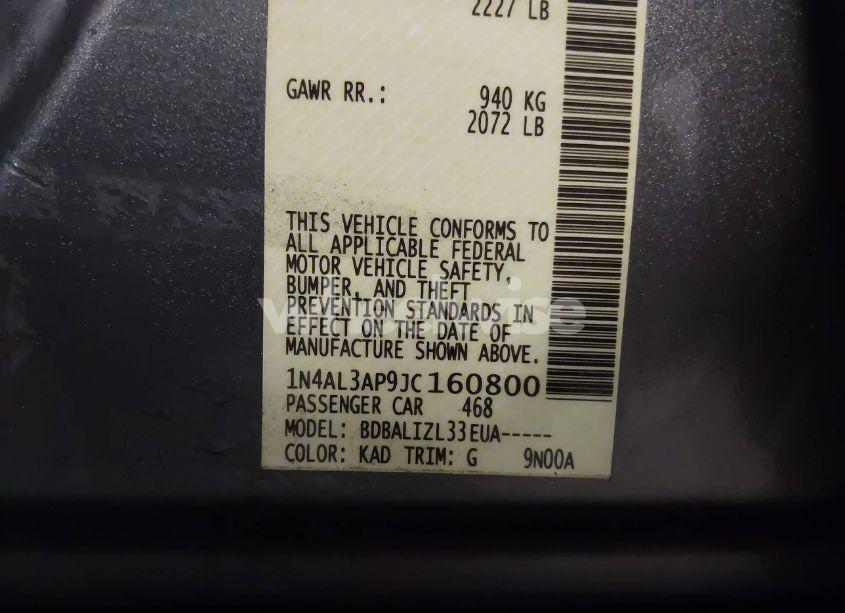 2227 LB
GAWR RR.: 940 KG
2072 LB
THIS VEHICLE CONFORMS TO
ALL APPLICABLE FEDERAL
MOTOR VEHICLE SAFETY,
BUMPER, AND THEFT
PREVENTION STANDARDS IN
EFFECT ON THE DATE OF
MANUFACTURE SHOWN ABOVE.
1N4AL3AP9JC160800
PASSENGER CAR 468
MODEL: BDBALIZL33EUA-----
COLOR: KAD TRIM: G 9N00A